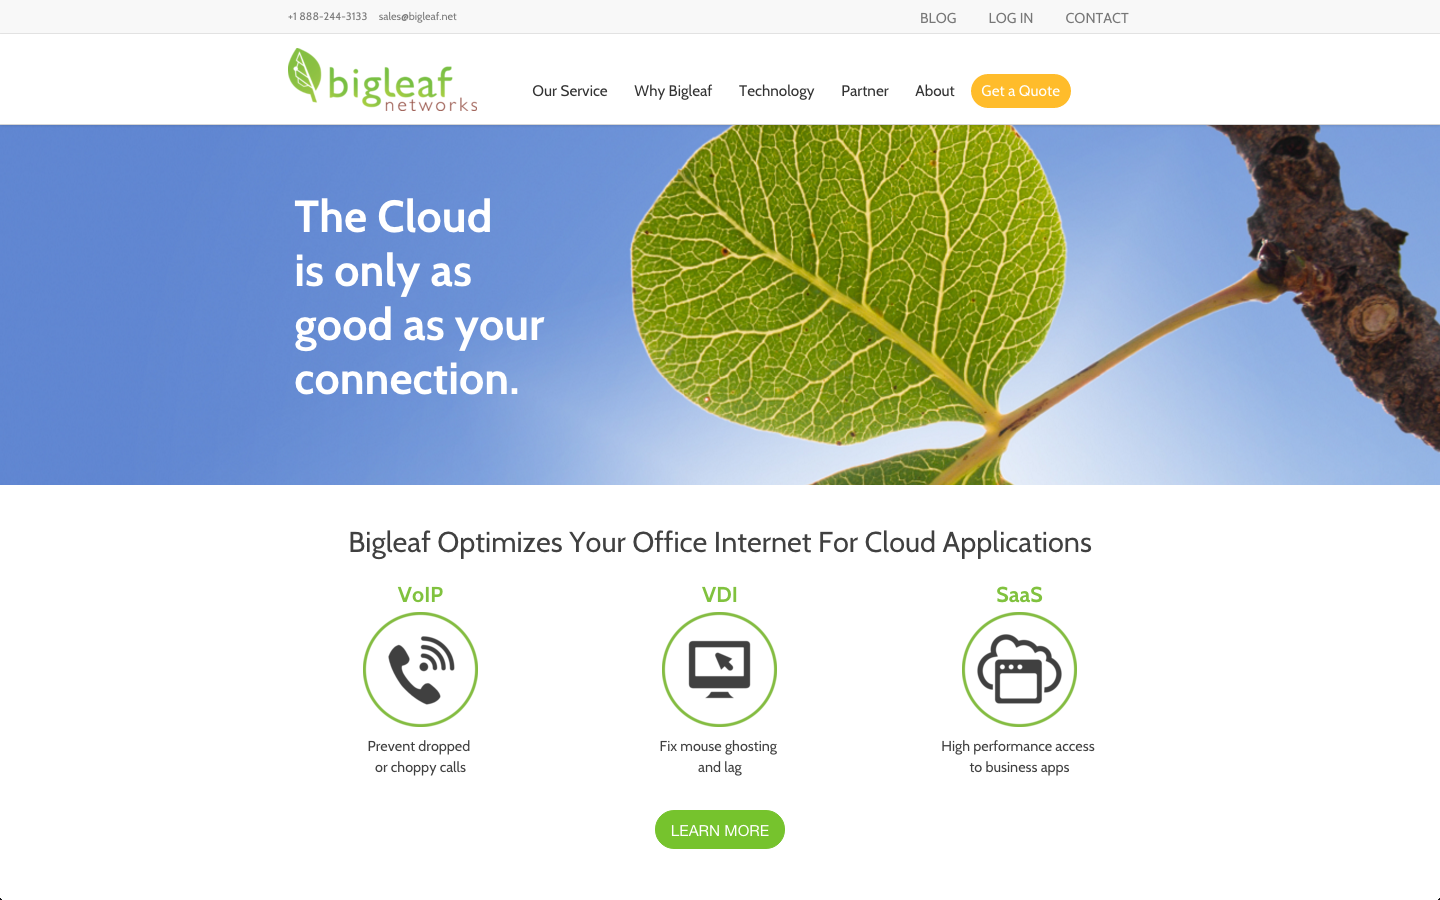 +1 888-244-3133 sales@bigleaf.net
BLOG LOG IN CONTACT
bigleaf
networks
Our Service Why Bigleaf Technology Partner About Get a Quote
The Cloud
is only as
good as your
connection.
Bigleaf Optimizes Your Office Internet For Cloud Applications
VoIP
Prevent dropped
or choppy calls
VDI
Fix mouse ghosting
and lag
SaaS
High performance access
to business apps
LEARN MORE